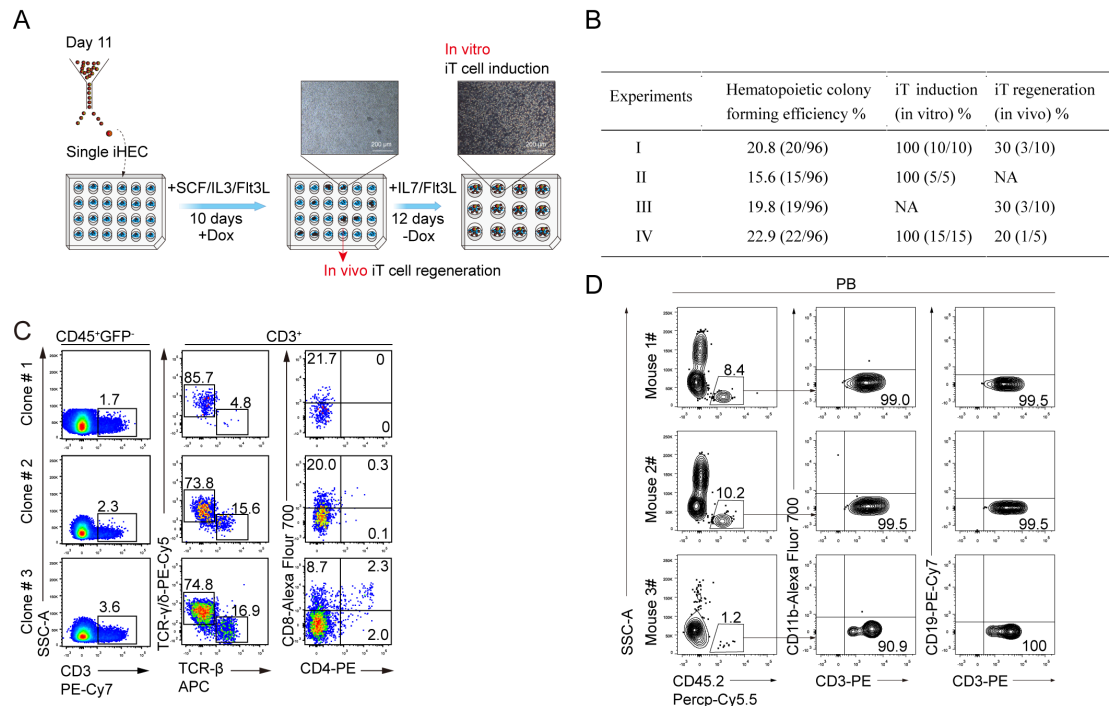 A
Day 11
Single iHEC
+SCF/IL3/Flt3L
10 days
+Dox
200 μm
In vivo iT cell regeneration
+IL7/Flt3L
12 days
-Dox
In vitro
iT cell induction
200 μm
B
Experiments
Hematopoietic colony
forming efficiency %
iT induction
(in vitro) %
iT regeneration
(in vivo) %
I 20.8 (20/96) 100 (10/10) 30 (3/10)
II 15.6 (15/96) 100 (5/5) NA
III 19.8 (19/96) NA 30 (3/10)
IV 22.9 (22/96) 100 (15/15) 20 (1/5)
C
CD45+GFP-
CD3+
Clone # 1
1.7
85.7
4.8
21.7
0
0
Clone # 2
2.3
73.8
15.6
20.0
0.3
0.1
Clone # 3
3.6
74.8
16.9
8.7
2.3
2.0
SSC-A
TCR-γ/δ-PE-Cy5
CD8-Alexa Flour 700
CD3
PE-Cy7
TCR-β
APC
CD4-PE
D
PB
Mouse 1#
8.4
99.0
99.5
Mouse 2#
10.2
99.5
99.5
Mouse 3#
1.2
90.9
100
SSC-A
CD11b-Alexa Fluor 700
CD19-PE-Cy7
CD45.2
Percp-Cy5.5
CD3-PE
CD3-PE